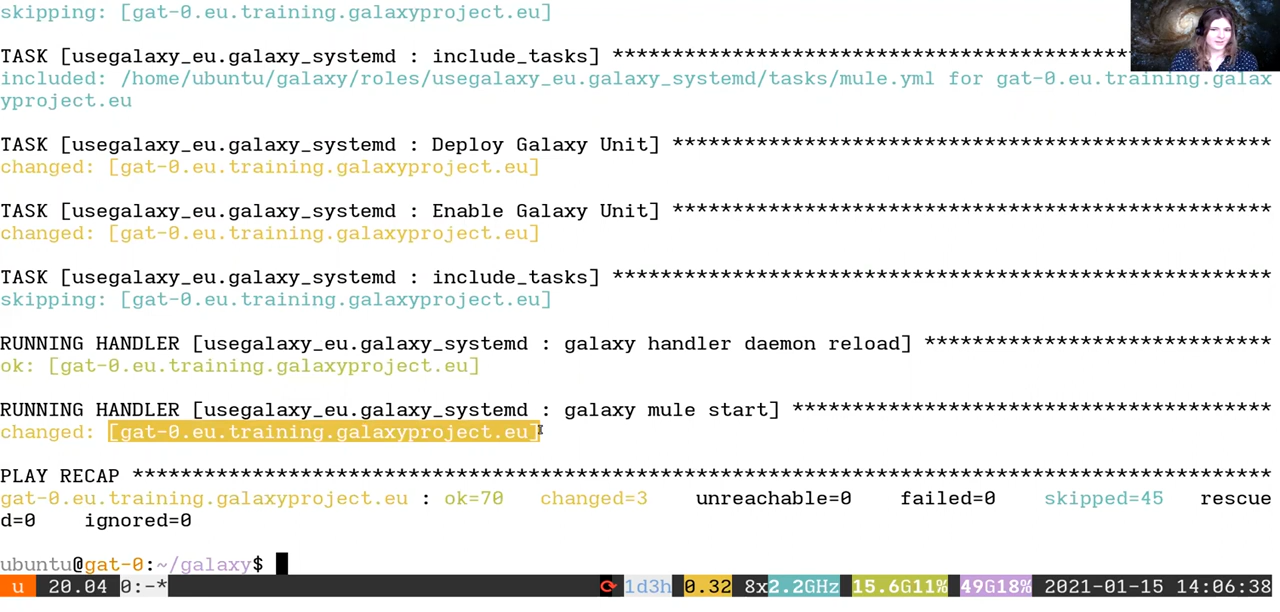 skipping: [gat-0.eu.training.galaxyproject.eu]
TASK [usegalaxy_eu.galaxy_systemd : include_tasks] *******************************************
included: /home/ubuntu/galaxy/roles/usegalaxy_eu.galaxy_systemd/tasks/mule.yml for gat-0.eu.training.galax
yproject.eu
TASK [usegalaxy_eu.galaxy_systemd : Deploy Galaxy Unit] **************************************************
changed: [gat-0.eu.training.galaxyproject.eu]
TASK [usegalaxy_eu.galaxy_systemd : Enable Galaxy Unit] **************************************************
changed: [gat-0.eu.training.galaxyproject.eu]
TASK [usegalaxy_eu.galaxy_systemd : include_tasks] *******************************************************
skipping: [gat-0.eu.training.galaxyproject.eu]
RUNNING HANDLER [usegalaxy_eu.galaxy_systemd : galaxy handler daemon reload] *****************************
ok: [gat-0.eu.training.galaxyproject.eu]
RUNNING HANDLER [usegalaxy_eu.galaxy_systemd : galaxy mule start] ****************************************
changed: [gat-0.eu.training.galaxyproject.eu]
PLAY RECAP ***********************************************************************************************
gat-0.eu.training.galaxyproject.eu : ok=70   changed=3    unreachable=0    failed=0    skipped=45   rescue
d=0    ignored=0
ubuntu@gat-0:~/galaxy$
u 20.04 0:-* 1d3h 0.32 8x2.2GHz 15.6G11% 49G18% 2021-01-15 14:06:38